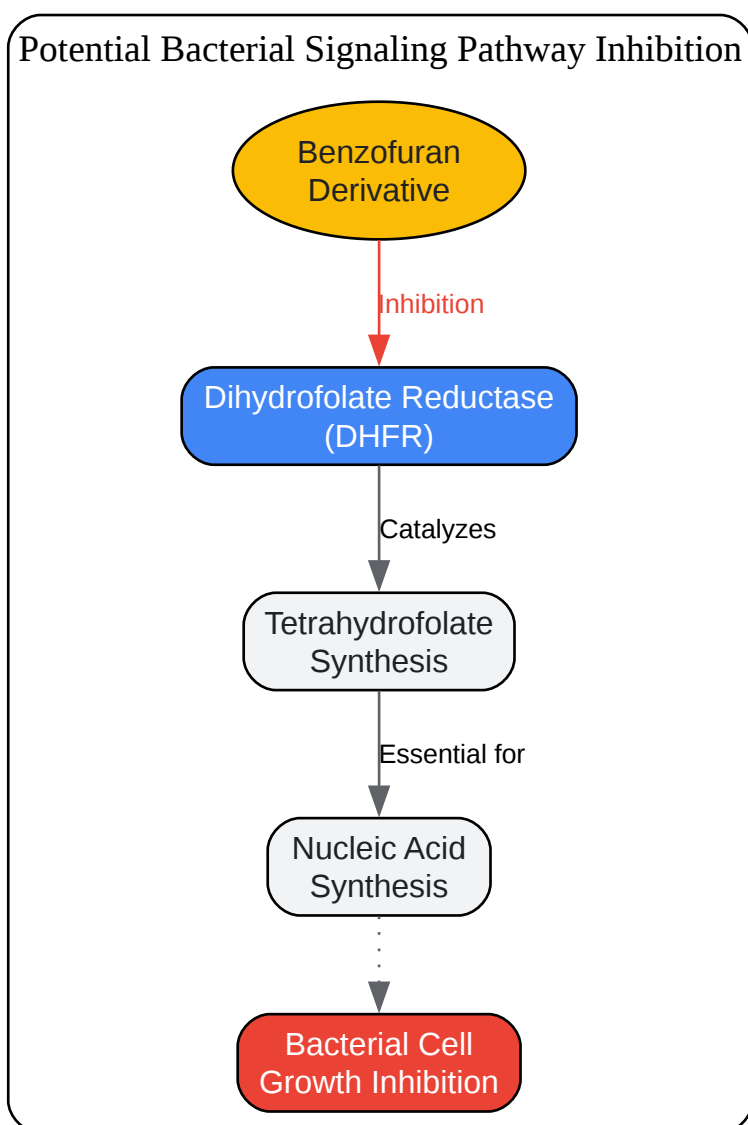 Potential Bacterial Signaling Pathway Inhibition
Benzofuran
Derivative
Inhibition
Dihydrofolate Reductase
(DHFR)
Catalyzes
Tetrahydrofolate
Synthesis
Essential for
Nucleic Acid
Synthesis
Bacterial Cell
Growth Inhibition